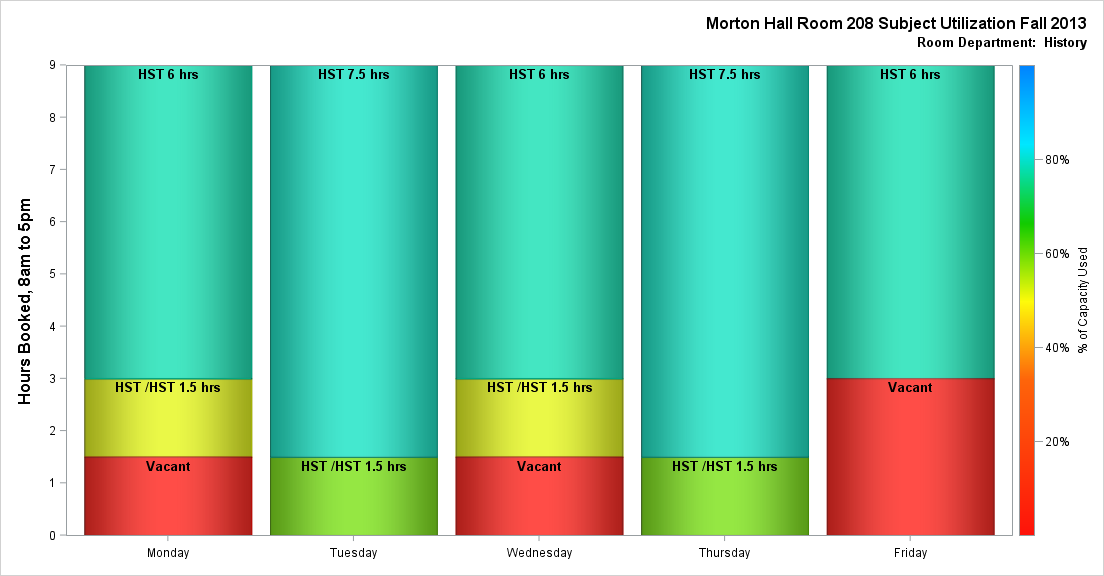 Morton Hall Room 208 Subject Utilization Fall 2013
Room Department: History
Hours Booked, 8am to 5pm
9
8
7
6
5
4
3
2
1
0
HST 6 hrs
HST /HST 1.5 hrs
Vacant
HST 7.5 hrs
HST /HST 1.5 hrs
HST 6 hrs
HST /HST 1.5 hrs
Vacant
HST 7.5 hrs
HST /HST 1.5 hrs
HST 6 hrs
Vacant
Monday
Tuesday
Wednesday
Thursday
Friday
80%
60%
40%
20%
% of Capacity Used